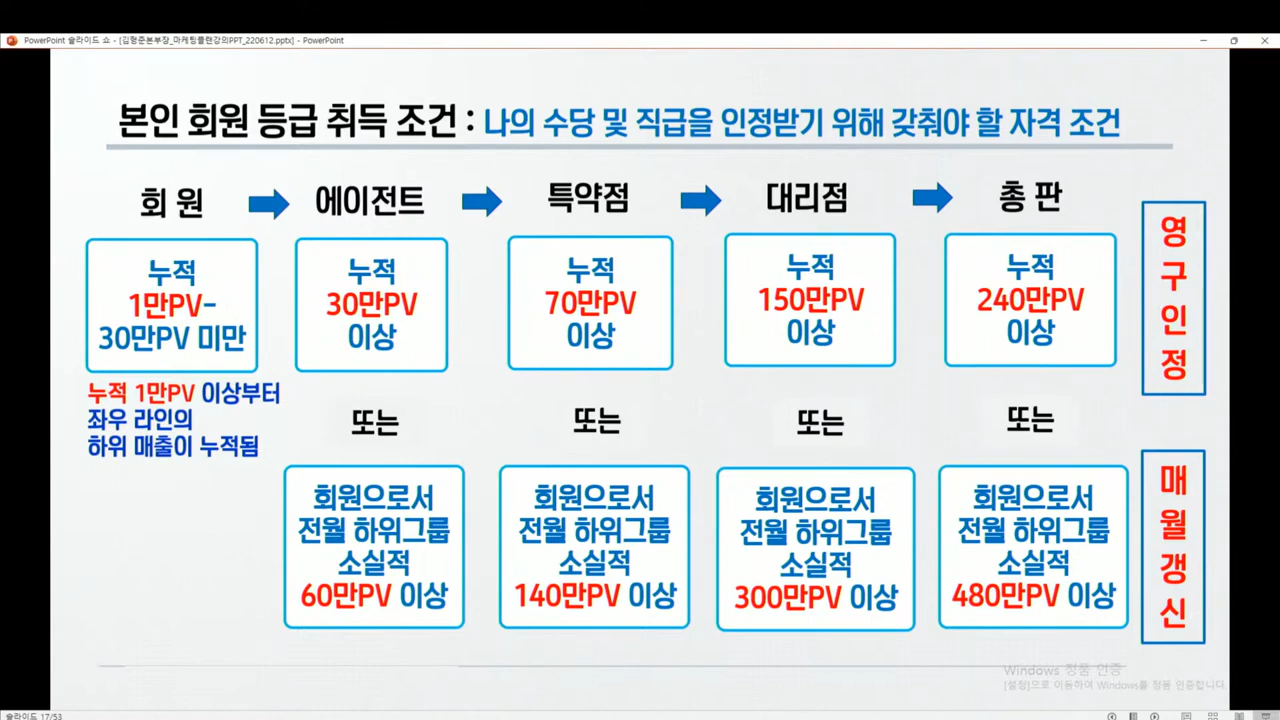 PowerPoint 슬라이드 쇼 - [김형준본부장_마케팅플랜강의PPT_220612.pptx] - PowerPoint
본인 회원 등급 취득 조건 : 나의 수당 및 직급을 인정받기 위해 갖춰야 할 자격 조건
회 원
에이전트
특약점
대리점
총 판
누적
1만PV-
30만PV 미만
누적
30만PV
이상
누적
70만PV
이상
누적
150만PV
이상
누적
240만PV
이상
영
구
인
정
누적 1만PV 이상부터
좌우 라인의
하위 매출이 누적됨
또는
또는
또는
또는
회원으로서
전월 하위그룹
소실적
60만PV 이상
회원으로서
전월 하위그룹
소실적
140만PV 이상
회원으로서
전월 하위그룹
소실적
300만PV 이상
회원으로서
전월 하위그룹
소실적
480만PV 이상
매
월
갱
신
Windows 정품 인증
[설정]으로 이동하여 Windows를 정품 인증합니다.
슬라이드 17/53